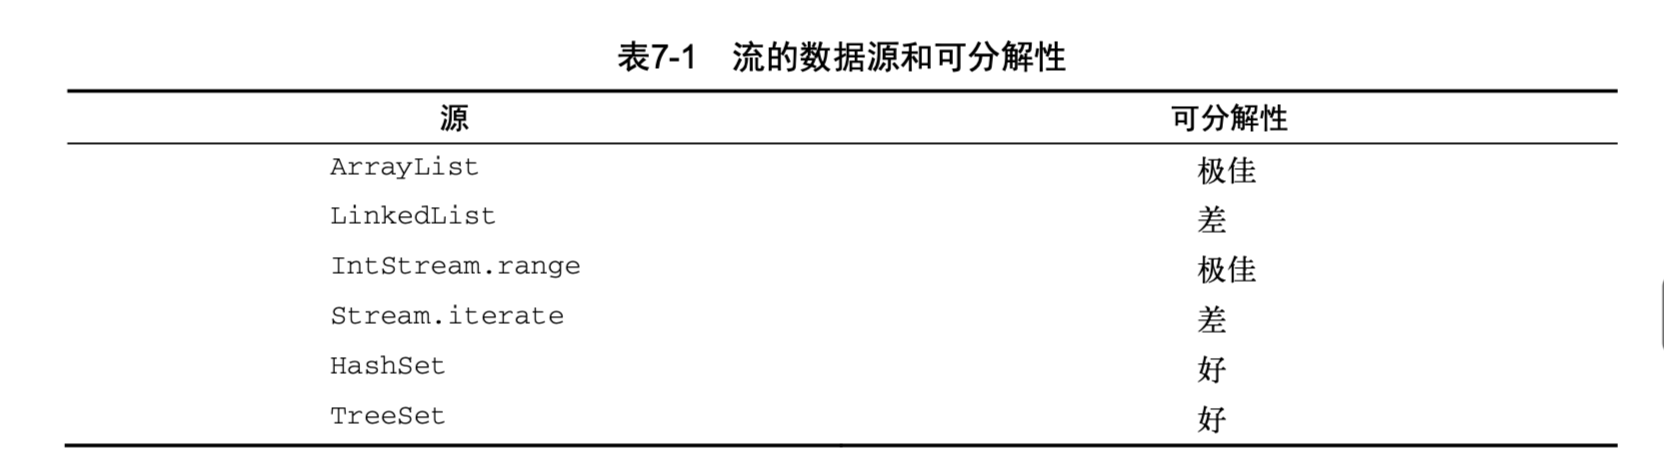 表7-1 流的数据源和可分解性
源 可分解性
ArrayList 极佳
LinkedList 差
IntStream.range 极佳
Stream.iterate 差
HashSet 好
TreeSet 好